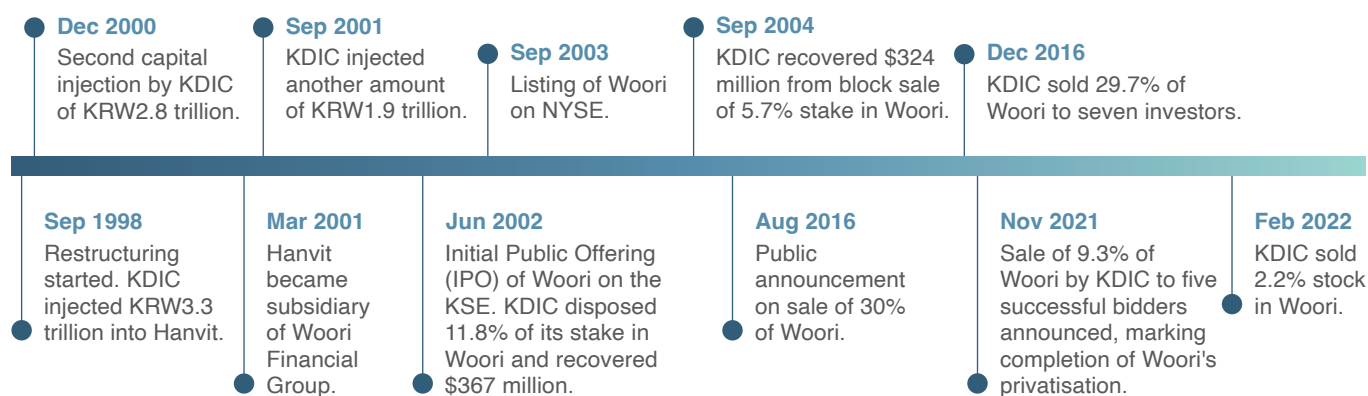 Dec 2000
Second capital
injection by KDIC
of KRW2.8 trillion.
Sep 2001
KDIC injected
another amount
of KRW1.9 trillion.
Sep 2003
Listing of Woori
on NYSE.
Sep 2004
KDIC recovered $324
million from block sale
of 5.7% stake in Woori.
Dec 2016
KDIC sold 29.7% of
Woori to seven investors.
Sep 1998
Restructuring
started. KDIC
injected KRW3.3
trillion into Hanvit.
Mar 2001
Hanvit
became
subsidiary
of Woori
Financial
Group.
Jun 2002
Initial Public Offering
(IPO) of Woori on the
KSE. KDIC disposed
11.8% of its stake in
Woori and recovered
$367 million.
Aug 2016
Public
announcement
on sale of 30%
of Woori.
Nov 2021
Sale of 9.3% of
Woori by KDIC to five
successful bidders
announced, marking
completion of Woori's
privatisation.
Feb 2022
KDIC sold
2.2% stock
in Woori.